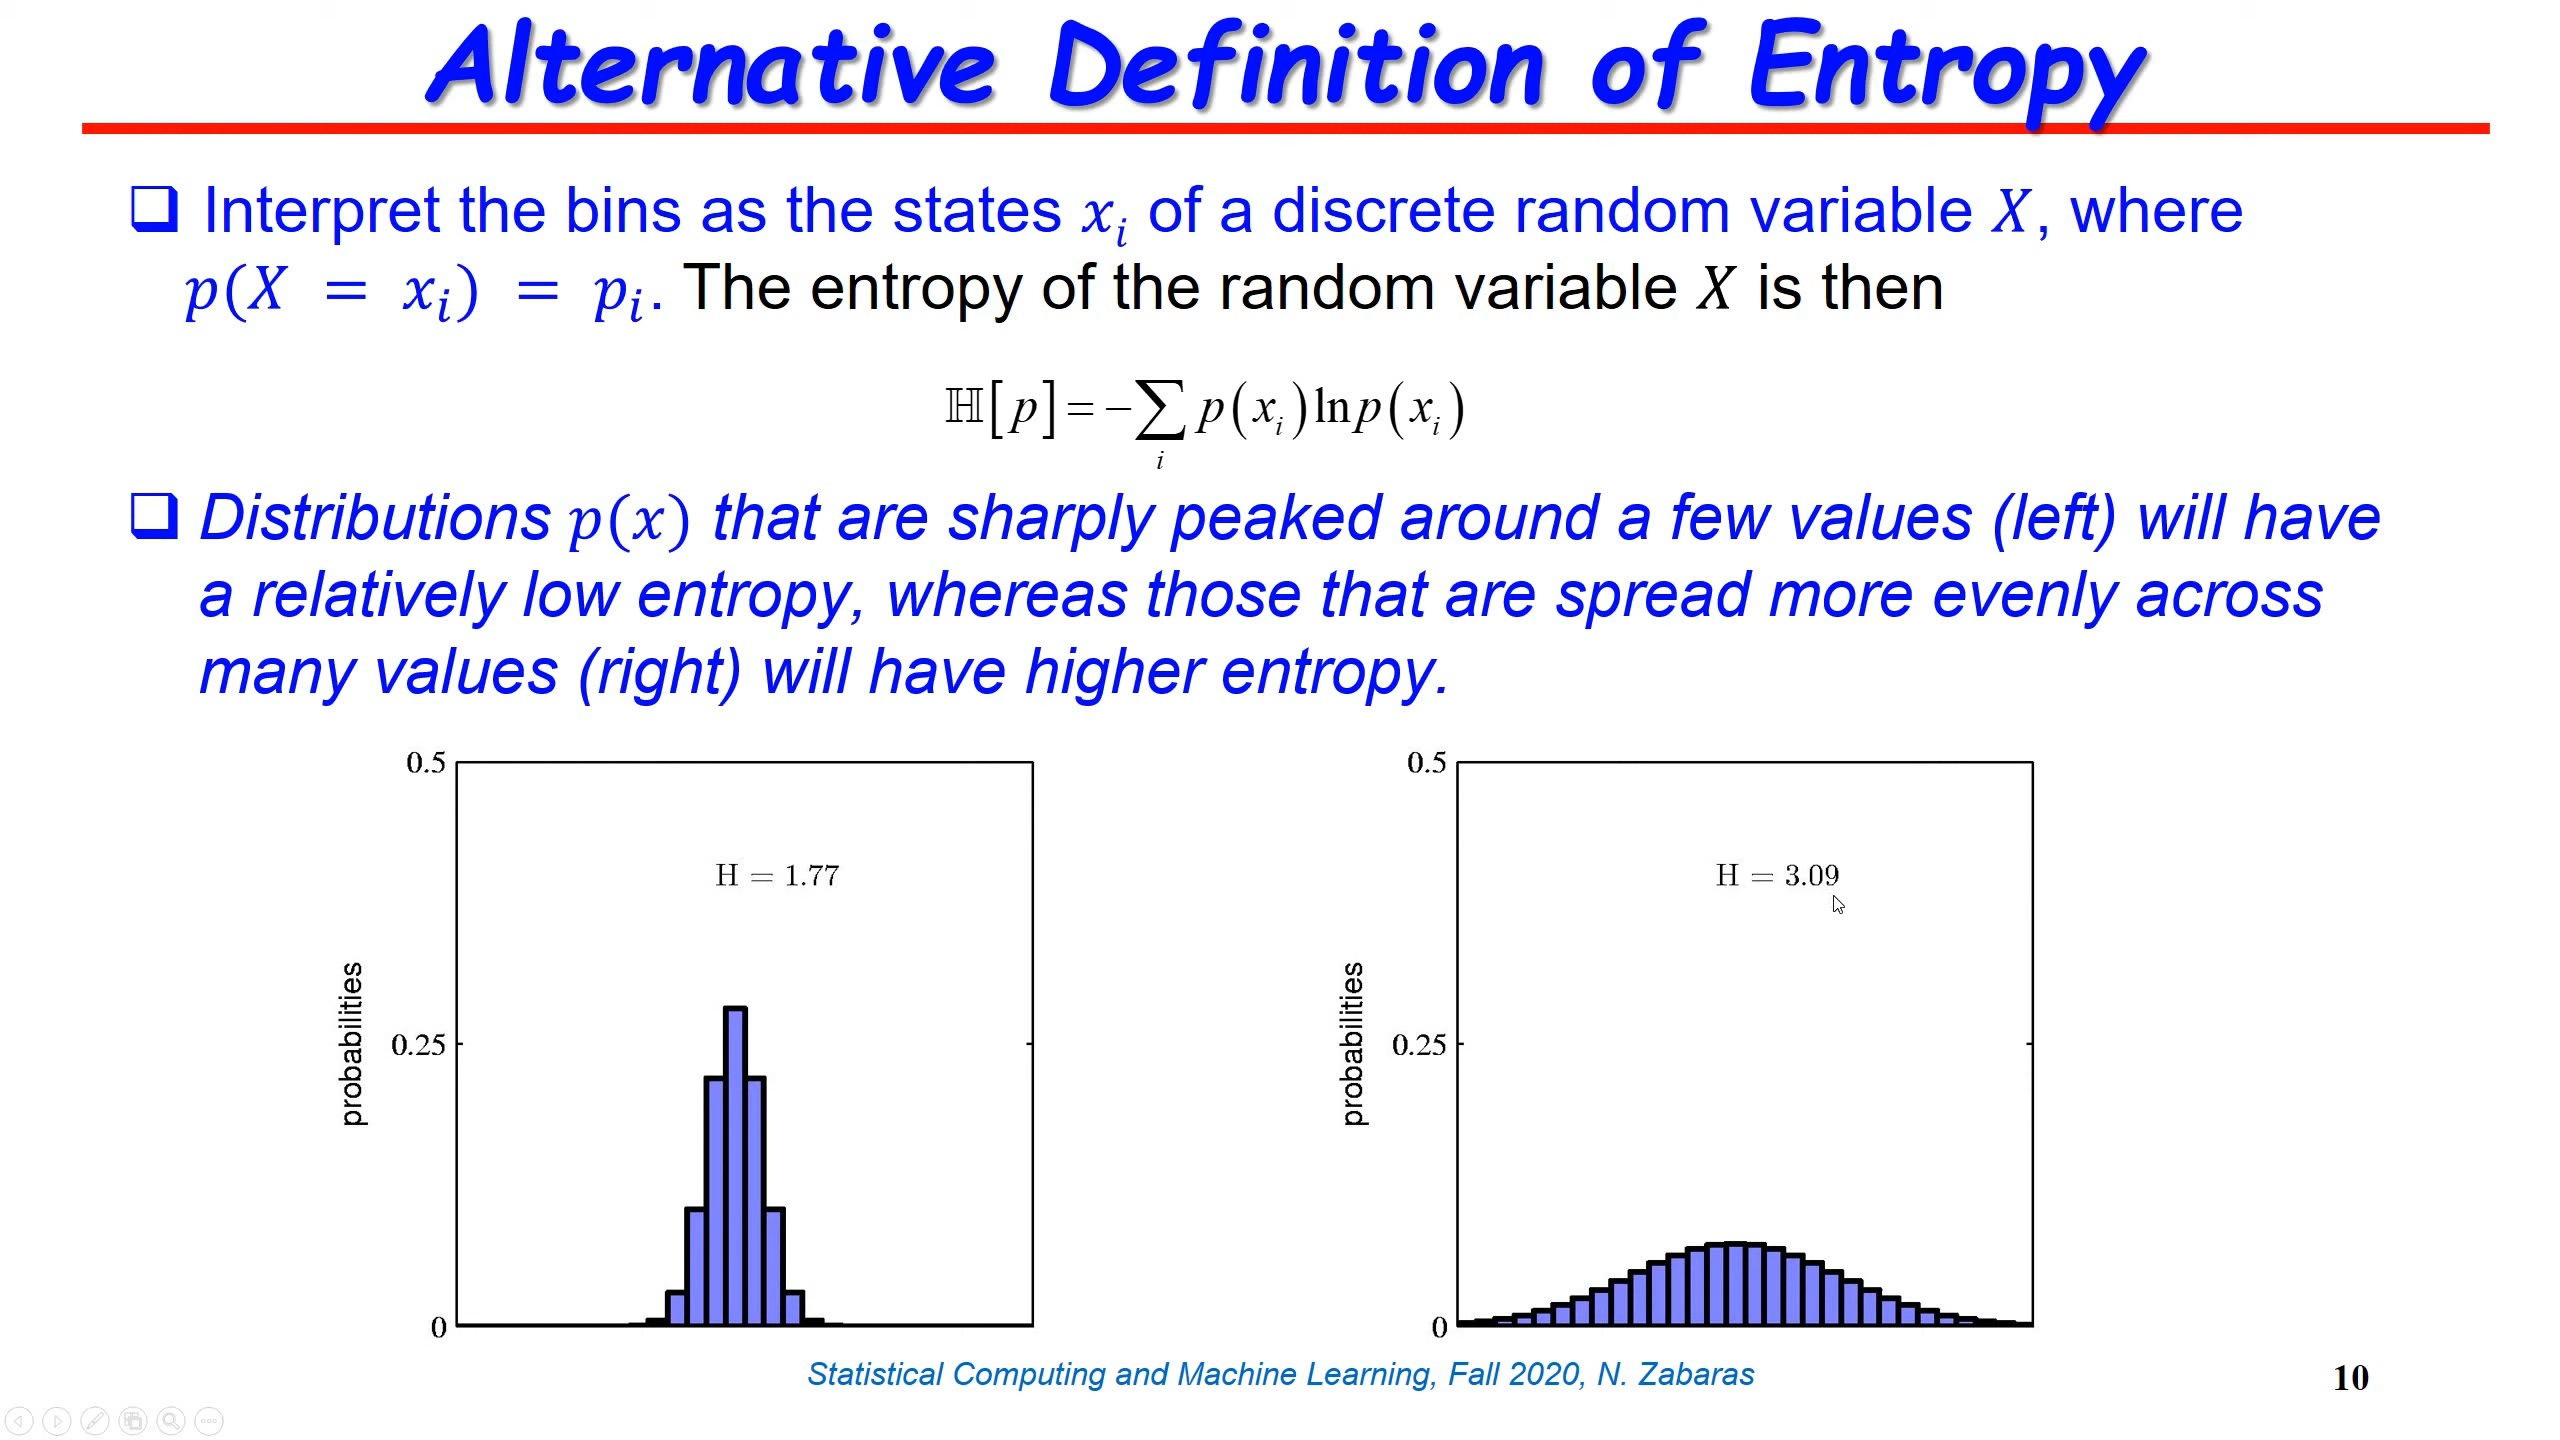 Alternative Definition of Entropy
❑ Interpret the bins as the states xᵢ of a discrete random variable X, where
p(X = xᵢ) = pᵢ. The entropy of the random variable X is then
ℍ[p] = −∑ᵢ p(xᵢ) ln p(xᵢ)
❑ Distributions p(x) that are sharply peaked around a few values (left) will have
a relatively low entropy, whereas those that are spread more evenly across
many values (right) will have higher entropy.
0.5
H = 1.77
probabilities
0.25
0
0.5
H = 3.09
probabilities
0.25
0
Statistical Computing and Machine Learning, Fall 2020, N. Zabaras
10